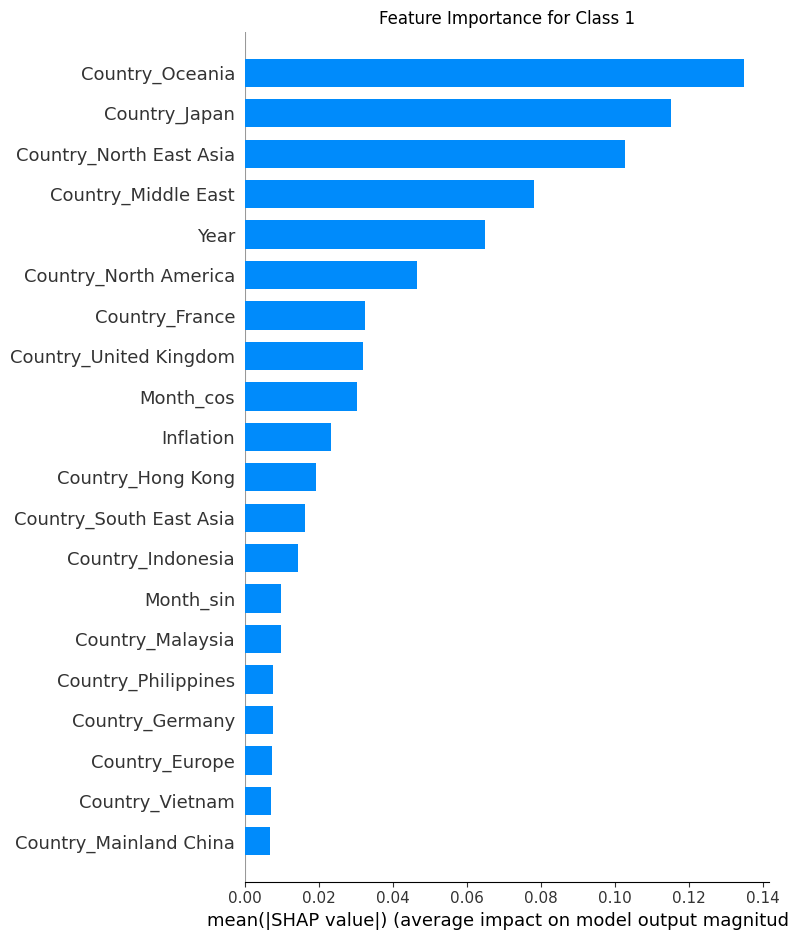 Feature Importance for Class 1
Country_Oceania
Country_Japan
Country_North East Asia
Country_Middle East
Year
Country_North America
Country_France
Country_United Kingdom
Month_cos
Inflation
Country_Hong Kong
Country_South East Asia
Country_Indonesia
Month_sin
Country_Malaysia
Country_Philippines
Country_Germany
Country_Europe
Country_Vietnam
Country_Mainland China
0.00 0.02 0.04 0.06 0.08 0.10 0.12 0.14
mean(|SHAP value|) (average impact on model output magnitud